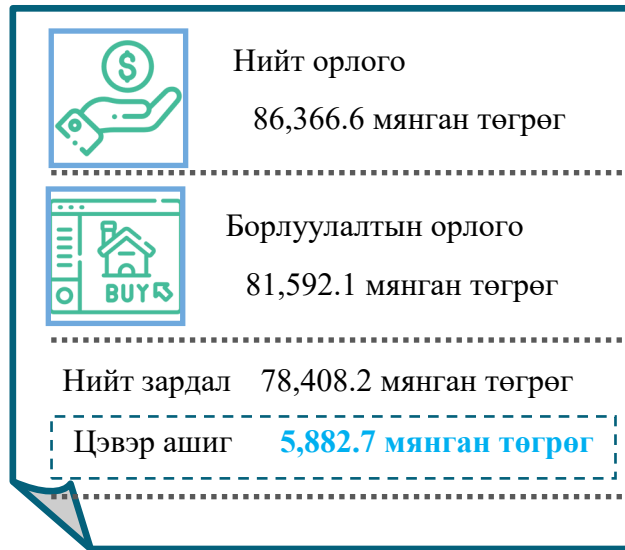 Нийт орлого
86,366.6 мянган төгрөг
Борлуулалтын орлого
81,592.1 мянган төгрөг
BUY
Нийт зардал 78,408.2 мянган төгрөг
Цэвэр ашиг 5,882.7 мянган төгрөг